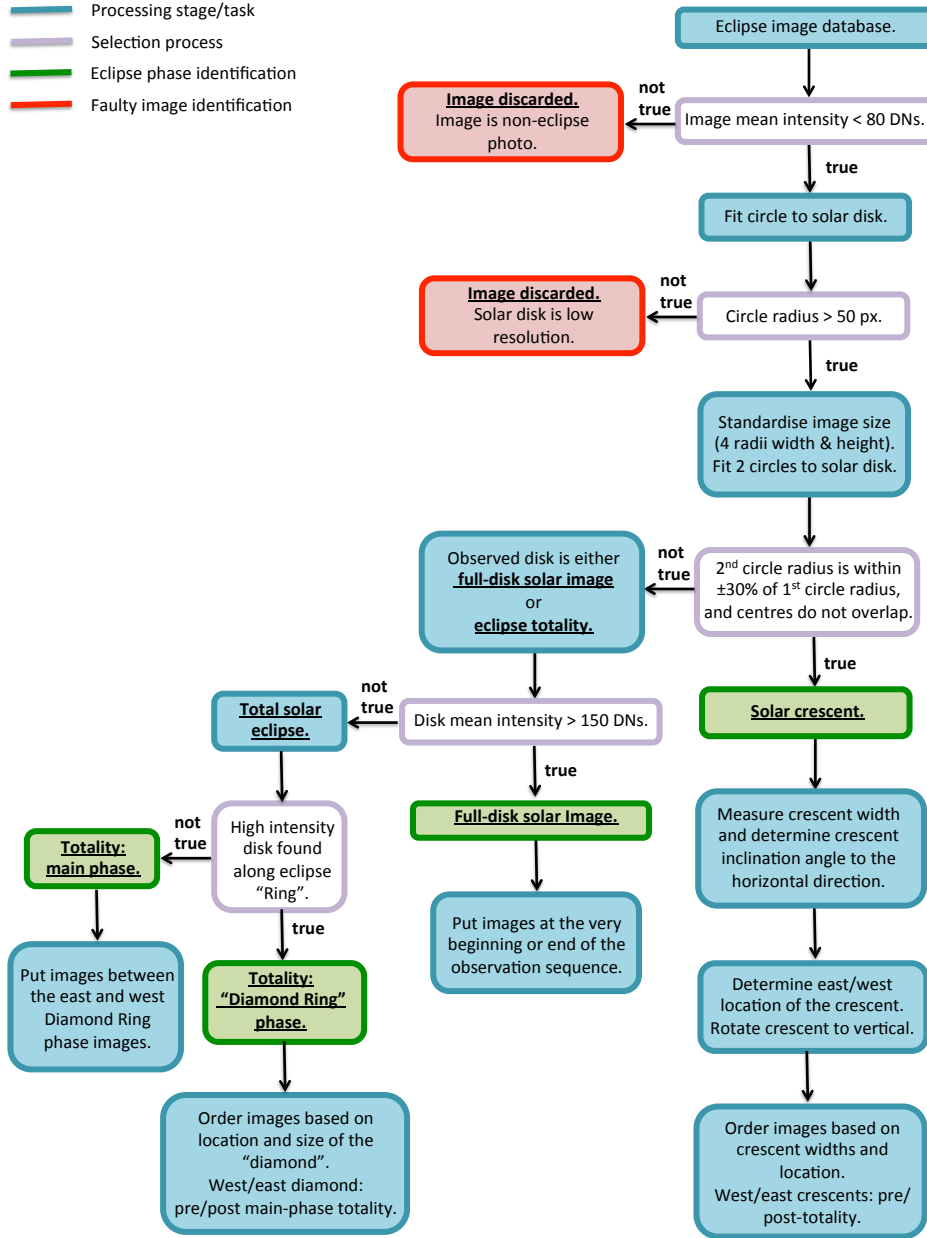 Processing stage/task
Selection process
Eclipse phase identification
Faulty image identification
Eclipse image database.
Image mean intensity < 80 DNs.
not
true
Image discarded.
Image is non-eclipse
photo.
true
Fit circle to solar disk.
Circle radius > 50 px.
not
true
Image discarded.
Solar disk is low
resolution.
true
Standardise image size
(4 radii width & height).
Fit 2 circles to solar disk.
2nd circle radius is within
±30% of 1st circle radius,
and centres do not overlap.
not
true
Observed disk is either
full-disk solar image
or
eclipse totality.
true
Solar crescent.
Disk mean intensity > 150 DNs.
not
true
Total solar
eclipse.
true
Full-disk solar Image.
Measure crescent width
and determine crescent
inclination angle to the
horizontal direction.
High intensity
disk found
along eclipse
“Ring”.
not
true
Totality:
main phase.
true
Put images at the very
beginning or end of the
observation sequence.
Put images between
the east and west
Diamond Ring
phase images.
Totality:
“Diamond Ring”
phase.
Determine east/west
location of the crescent.
Rotate crescent to vertical.
Order images based on
location and size of the
“diamond”.
West/east diamond:
pre/post main-phase totality.
Order images based on
crescent widths and
location.
West/east crescents: pre/
post-totality.